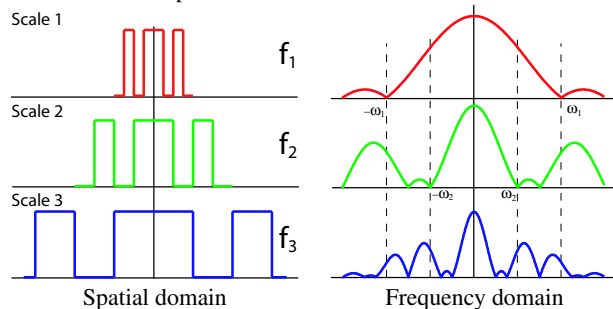 Scale 1
f₁
-ω₁ ω₁
Scale 2
f₂
-ω₂ ω₂
Scale 3
f₃
Spatial domain Frequency domain